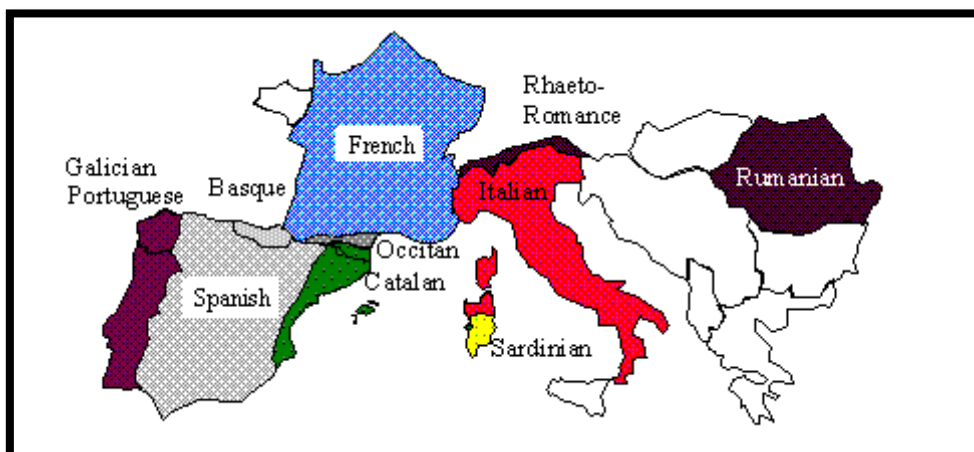 Rhaeto-
Romance
French
Galician
Portuguese
Basque
Italian
Rumanian
Occitan
Catalan
Spanish
Sardinian